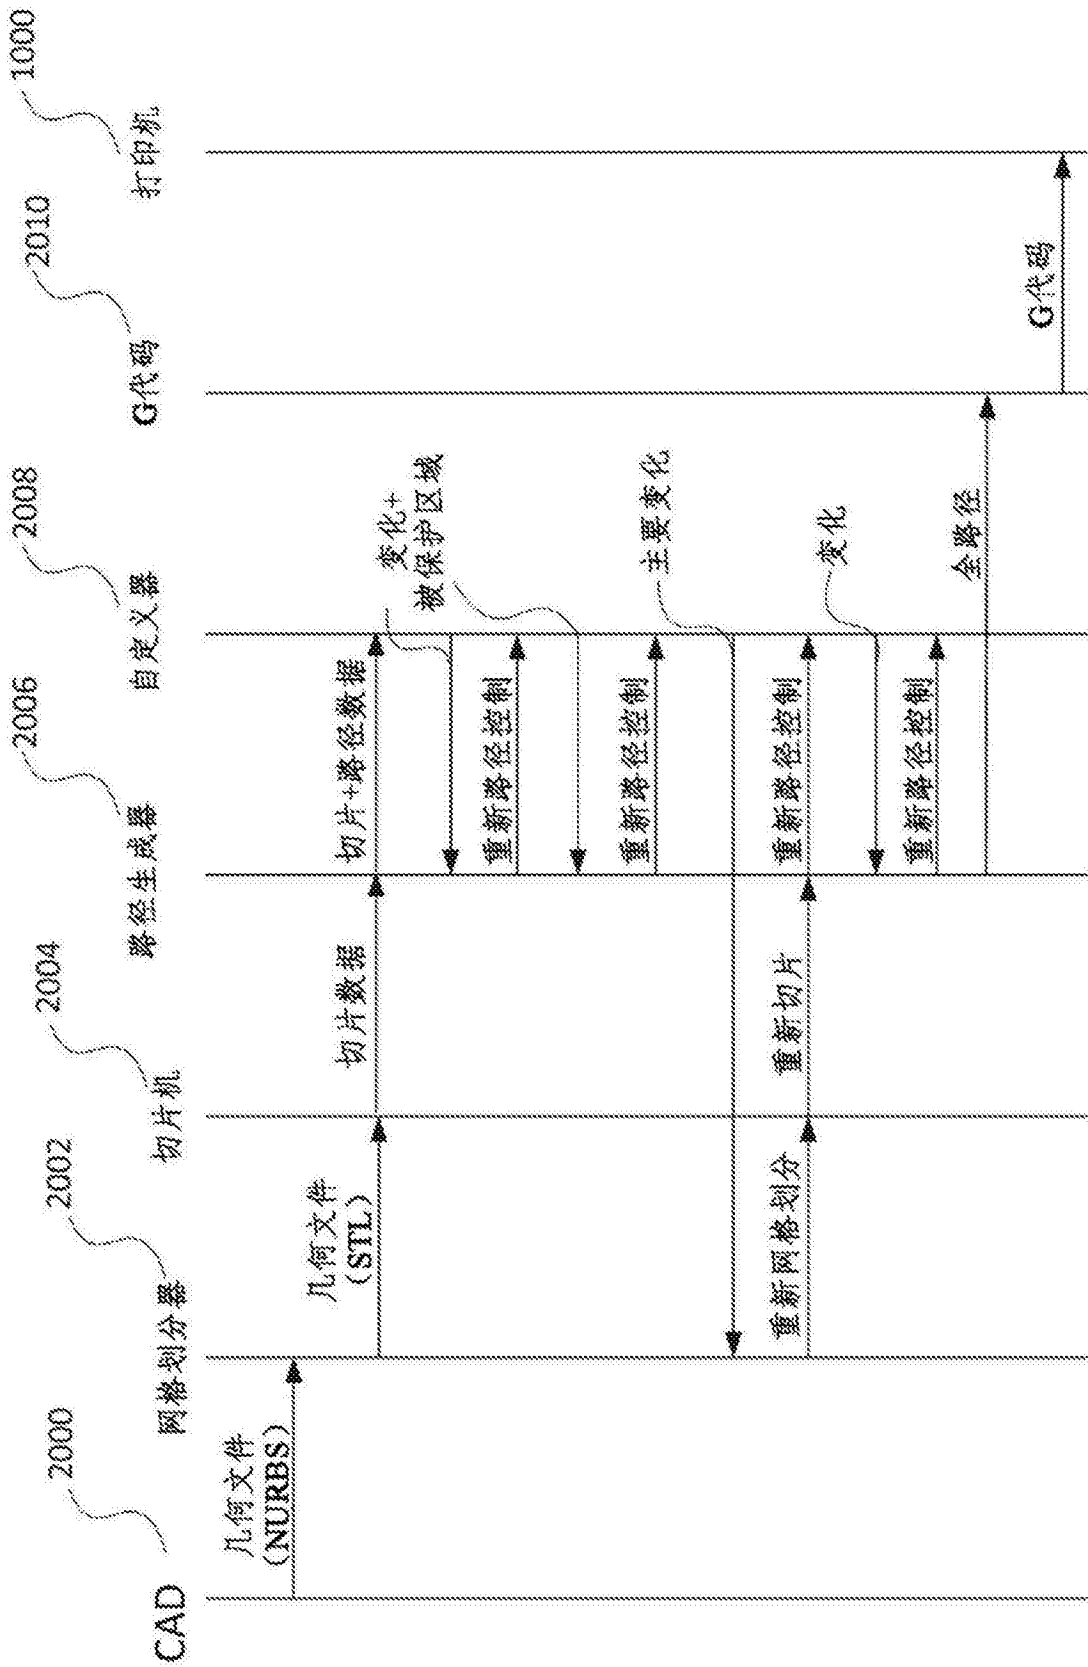 CAD
2000
网格划分器
2002
切片机
2004
路径生成器
2006
自定义器
2008
G代码
2010
打印机
1000
几何文件
(NURBS)
几何文件
(STL)
切片数据
切片+路径数据
变化+
被保护区域
重新路径控制
重新路径控制
主要变化
重新网格划分
重新切片
重新路径控制
变化
重新路径控制
全路径
G代码